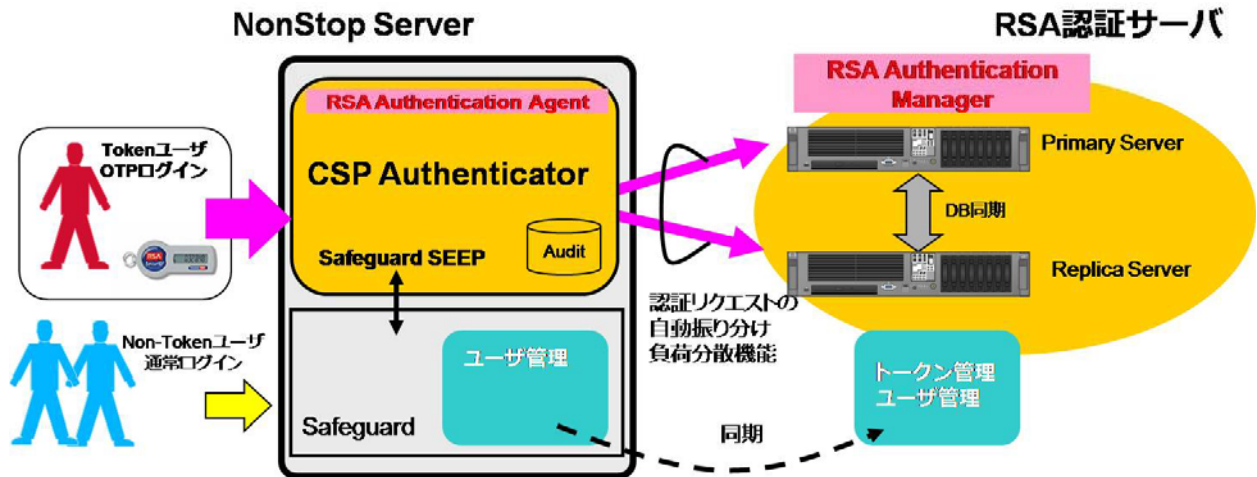 NonStop Server
RSA認証サーバ
RSA Authentication Agent
CSP Authenticator
Safeguard SEEP
Audit
Tokenユーザ
OTPログイン
RSA
Non-Tokenユーザ
通常ログイン
ユーザ管理
Safeguard
RSA Authentication
Manager
Primary Server
DB同期
Replica Server
認証リクエストの
自動振り分け
負荷分散機能
トークン管理
ユーザ管理
同期